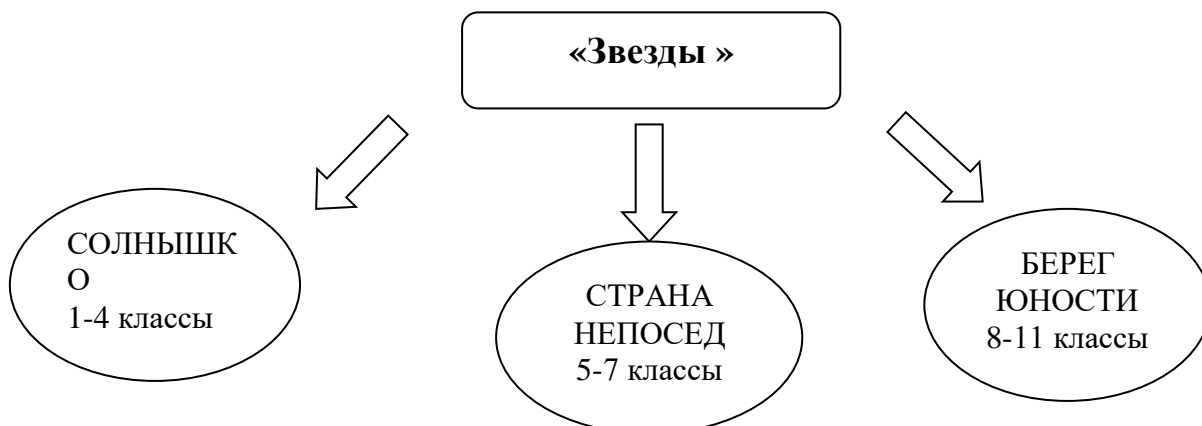 «Звезды »
СОЛНЫШК
О
1-4 классы
СТРАНА
НЕПОСЕД
5-7 классы
БЕРЕГ
ЮНОСТИ
8-11 классы